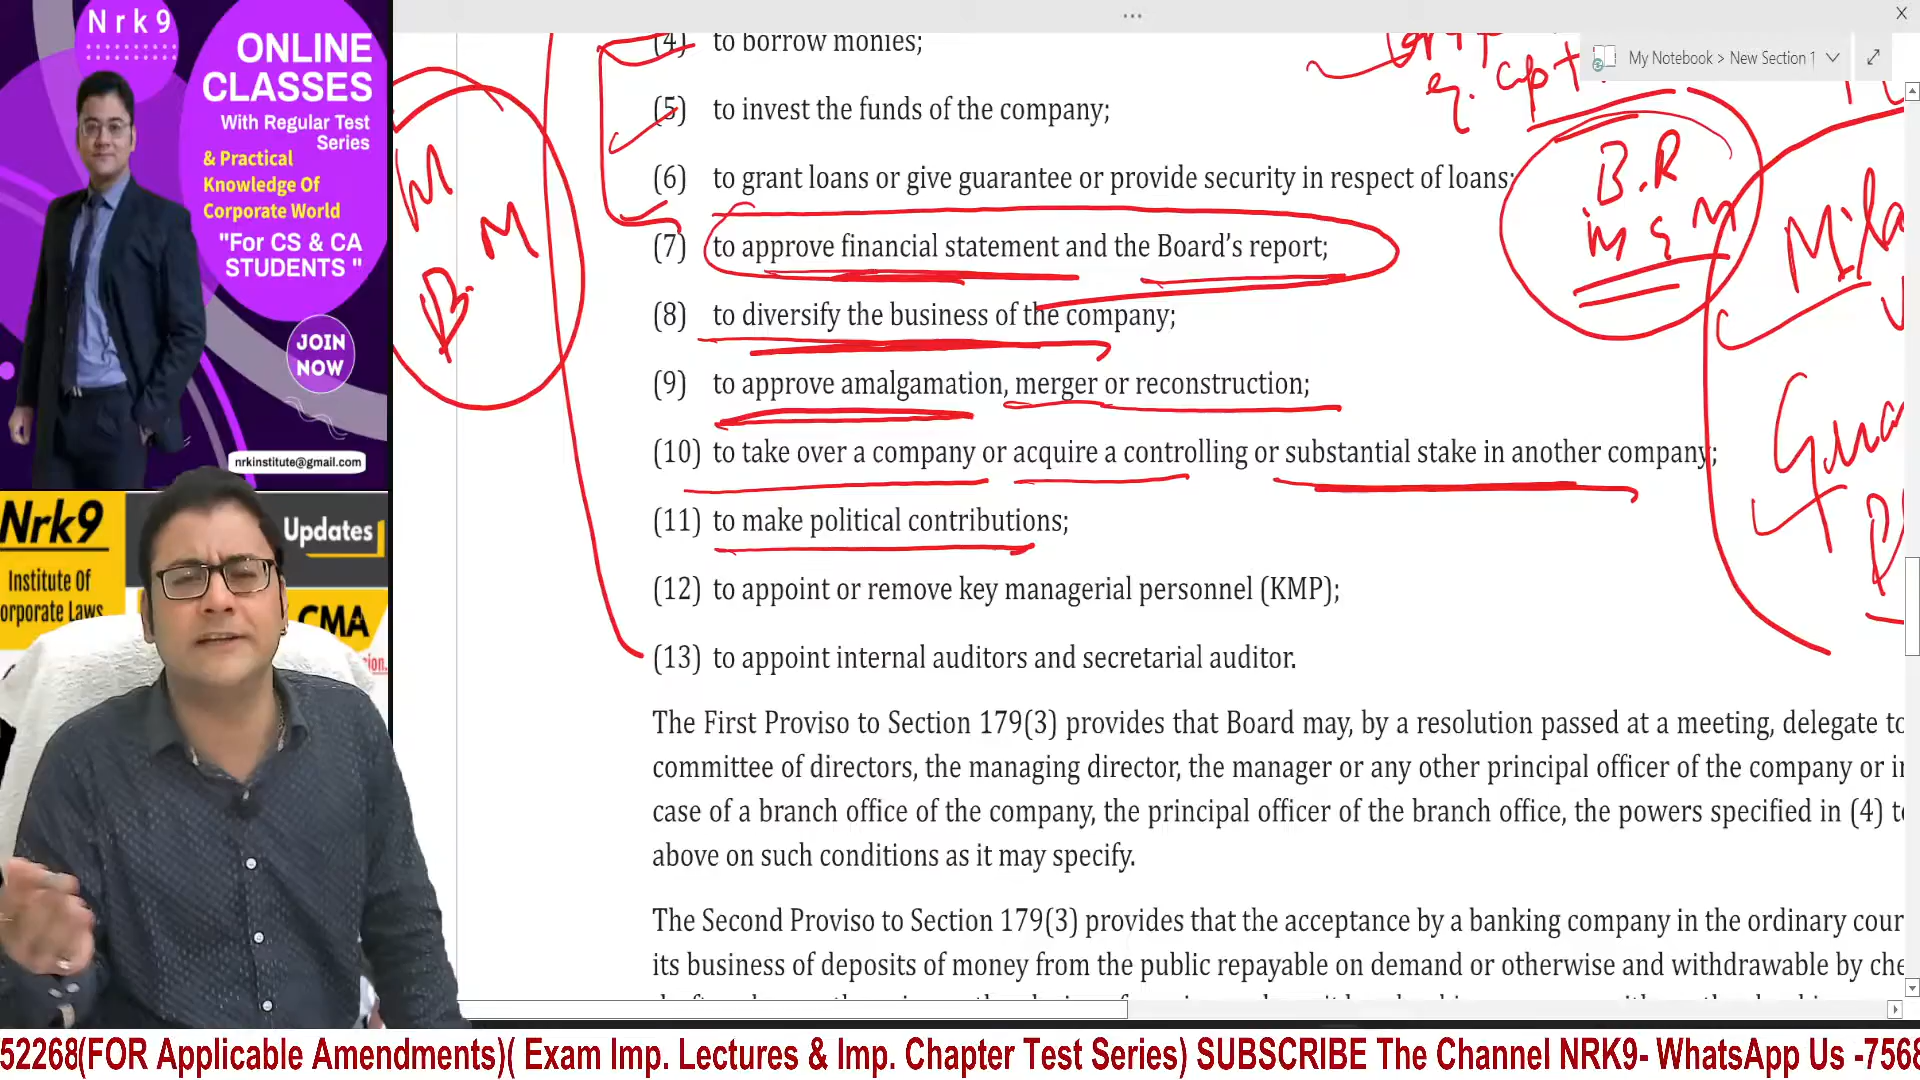 Nrk9
ONLINE
CLASSES
With Regular Test
Series
& Practical
Knowledge Of
Corporate World
"For CS & CA
STUDENTS "
JOIN
NOW
nrkinstitute@gmail.com
Nrk9
Institute Of
orporate Laws
Updates
CMA
My Notebook > New Section 1
(4) to borrow monies;
(5) to invest the funds of the company;
(6) to grant loans or give guarantee or provide security in respect of loans;
(7) to approve financial statement and the Board's report;
(8) to diversify the business of the company;
(9) to approve amalgamation, merger or reconstruction;
(10) to take over a company or acquire a controlling or substantial stake in another company;
(11) to make political contributions;
(12) to appoint or remove key managerial personnel (KMP);
(13) to appoint internal auditors and secretarial auditor.
The First Proviso to Section 179(3) provides that Board may, by a resolution passed at a meeting, delegate to
committee of directors, the managing director, the manager or any other principal officer of the company or in
case of a branch office of the company, the principal officer of the branch office, the powers specified in (4) to
above on such conditions as it may specify.
The Second Proviso to Section 179(3) provides that the acceptance by a banking company in the ordinary cour
its business of deposits of money from the public repayable on demand or otherwise and withdrawable by che
M
M
B.
B.R
52268(FOR Applicable Amendments)( Exam Imp. Lectures & Imp. Chapter Test Series) SUBSCRIBE The Channel NRK9- WhatsApp Us -7568